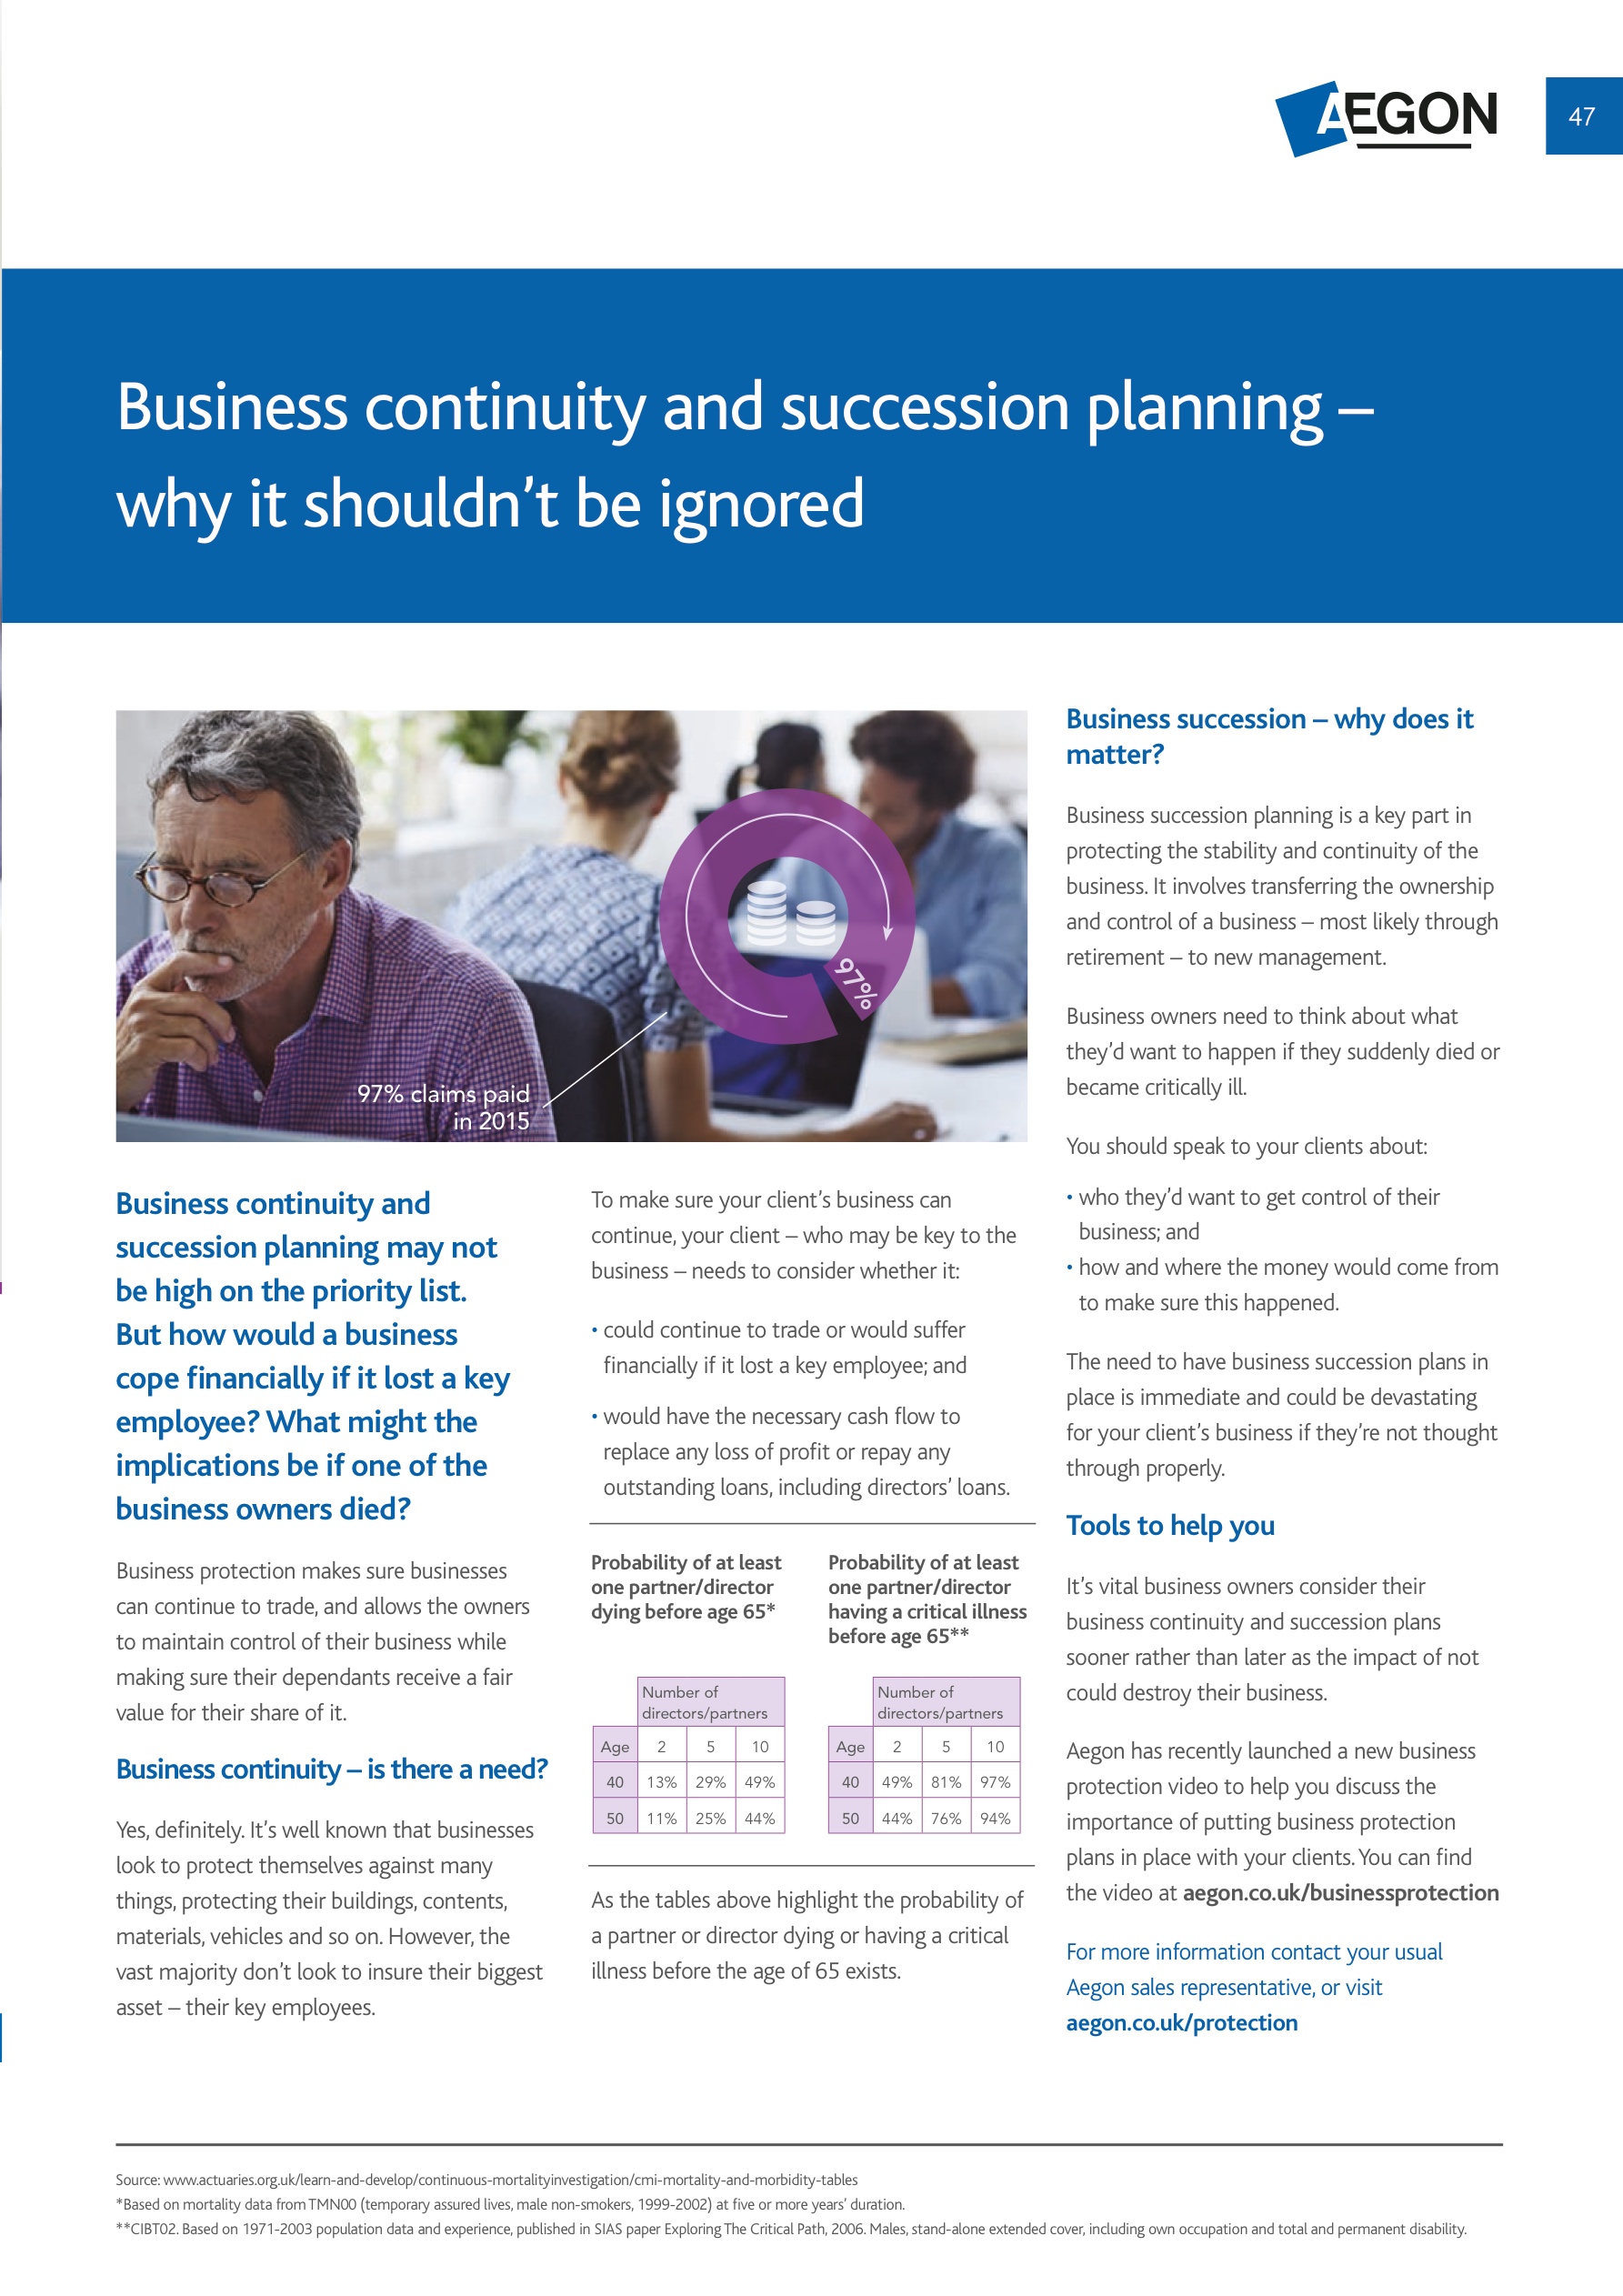 AEGON
47
Business continuity and succession planning –
why it shouldn’t be ignored
97%
97% claims paid
in 2015
Business continuity and
succession planning may not
be high on the priority list.
But how would a business
cope financially if it lost a key
employee? What might the
implications be if one of the
business owners died?
Business protection makes sure businesses
can continue to trade, and allows the owners
to maintain control of their business while
making sure their dependants receive a fair
value for their share of it.
Business continuity – is there a need?
Yes, definitely. It’s well known that businesses
look to protect themselves against many
things, protecting their buildings, contents,
materials, vehicles and so on. However, the
vast majority don’t look to insure their biggest
asset – their key employees.
To make sure your client’s business can
continue, your client – who may be key to the
business – needs to consider whether it:
• could continue to trade or would suffer
financially if it lost a key employee; and
• would have the necessary cash flow to
replace any loss of profit or repay any
outstanding loans, including directors’ loans.
Probability of at least
one partner/director
dying before age 65*
Number of
directors/partners
Age 2 5 10
40 13% 29% 49%
50 11% 25% 44%
Probability of at least
one partner/director
having a critical illness
before age 65**
Number of
directors/partners
Age 2 5 10
40 49% 81% 97%
50 44% 76% 94%
As the tables above highlight the probability of
a partner or director dying or having a critical
illness before the age of 65 exists.
Business succession – why does it
matter?
Business succession planning is a key part in
protecting the stability and continuity of the
business. It involves transferring the ownership
and control of a business – most likely through
retirement – to new management.
Business owners need to think about what
they’d want to happen if they suddenly died or
became critically ill.
You should speak to your clients about:
• who they’d want to get control of their
business; and
• how and where the money would come from
to make sure this happened.
The need to have business succession plans in
place is immediate and could be devastating
for your client’s business if they’re not thought
through properly.
Tools to help you
It’s vital business owners consider their
business continuity and succession plans
sooner rather than later as the impact of not
could destroy their business.
Aegon has recently launched a new business
protection video to help you discuss the
importance of putting business protection
plans in place with your clients. You can find
the video at aegon.co.uk/businessprotection
For more information contact your usual
Aegon sales representative, or visit
aegon.co.uk/protection
Source: www.actuaries.org.uk/learn-and-develop/continuous-mortalityinvestigation/cmi-mortality-and-morbidity-tables
*Based on mortality data from TMN00 (temporary assured lives, male non-smokers, 1999-2002) at five or more years’ duration.
**CIBT02. Based on 1971-2003 population data and experience, published in SIAS paper Exploring The Critical Path, 2006. Males, stand-alone extended cover, including own occupation and total and permanent disability.